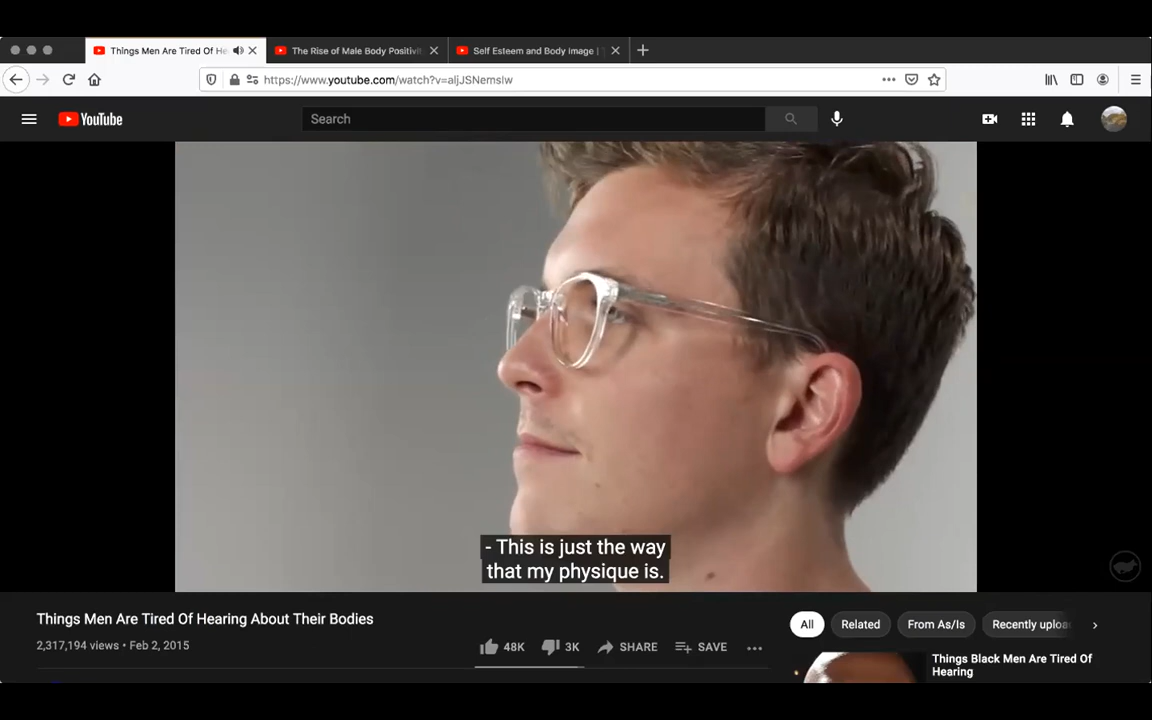 Things Men Are Tired Of He
The Rise of Male Body Positivit
Self Esteem and Body Image |
https://www.youtube.com/watch?v=aljJSNemslw
YouTube
Search
- This is just the way
that my physique is.
Things Men Are Tired Of Hearing About Their Bodies
2,317,194 views • Feb 2, 2015
48K
3K
SHARE
SAVE
All
Related
From As/Is
Recently uploa
Things Black Men Are Tired Of
Hearing